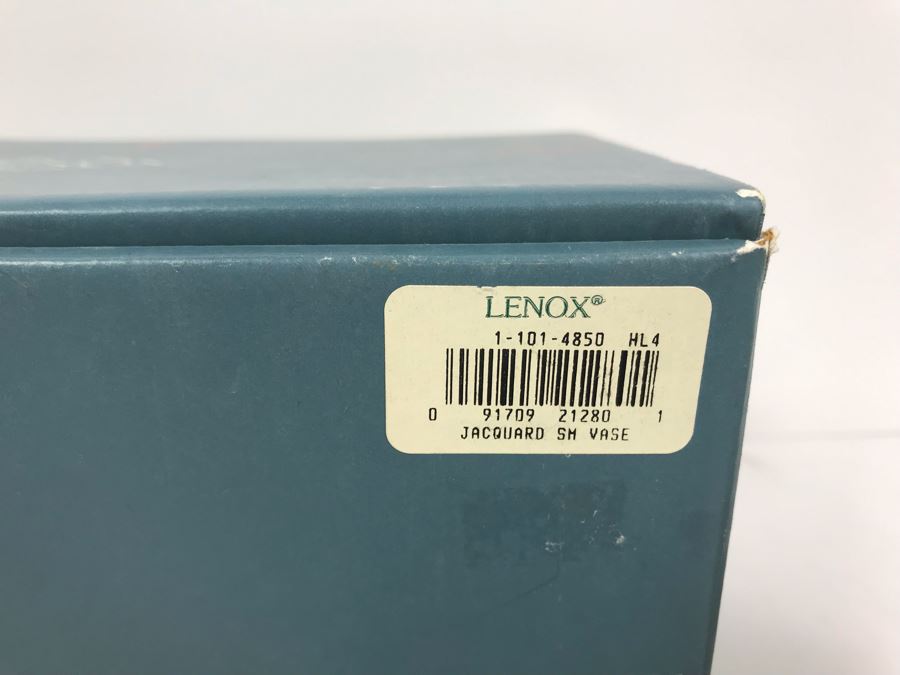 LENOX®
1-101-4850 HL4
0 91709 21280 1
JACQUARD SM VASE